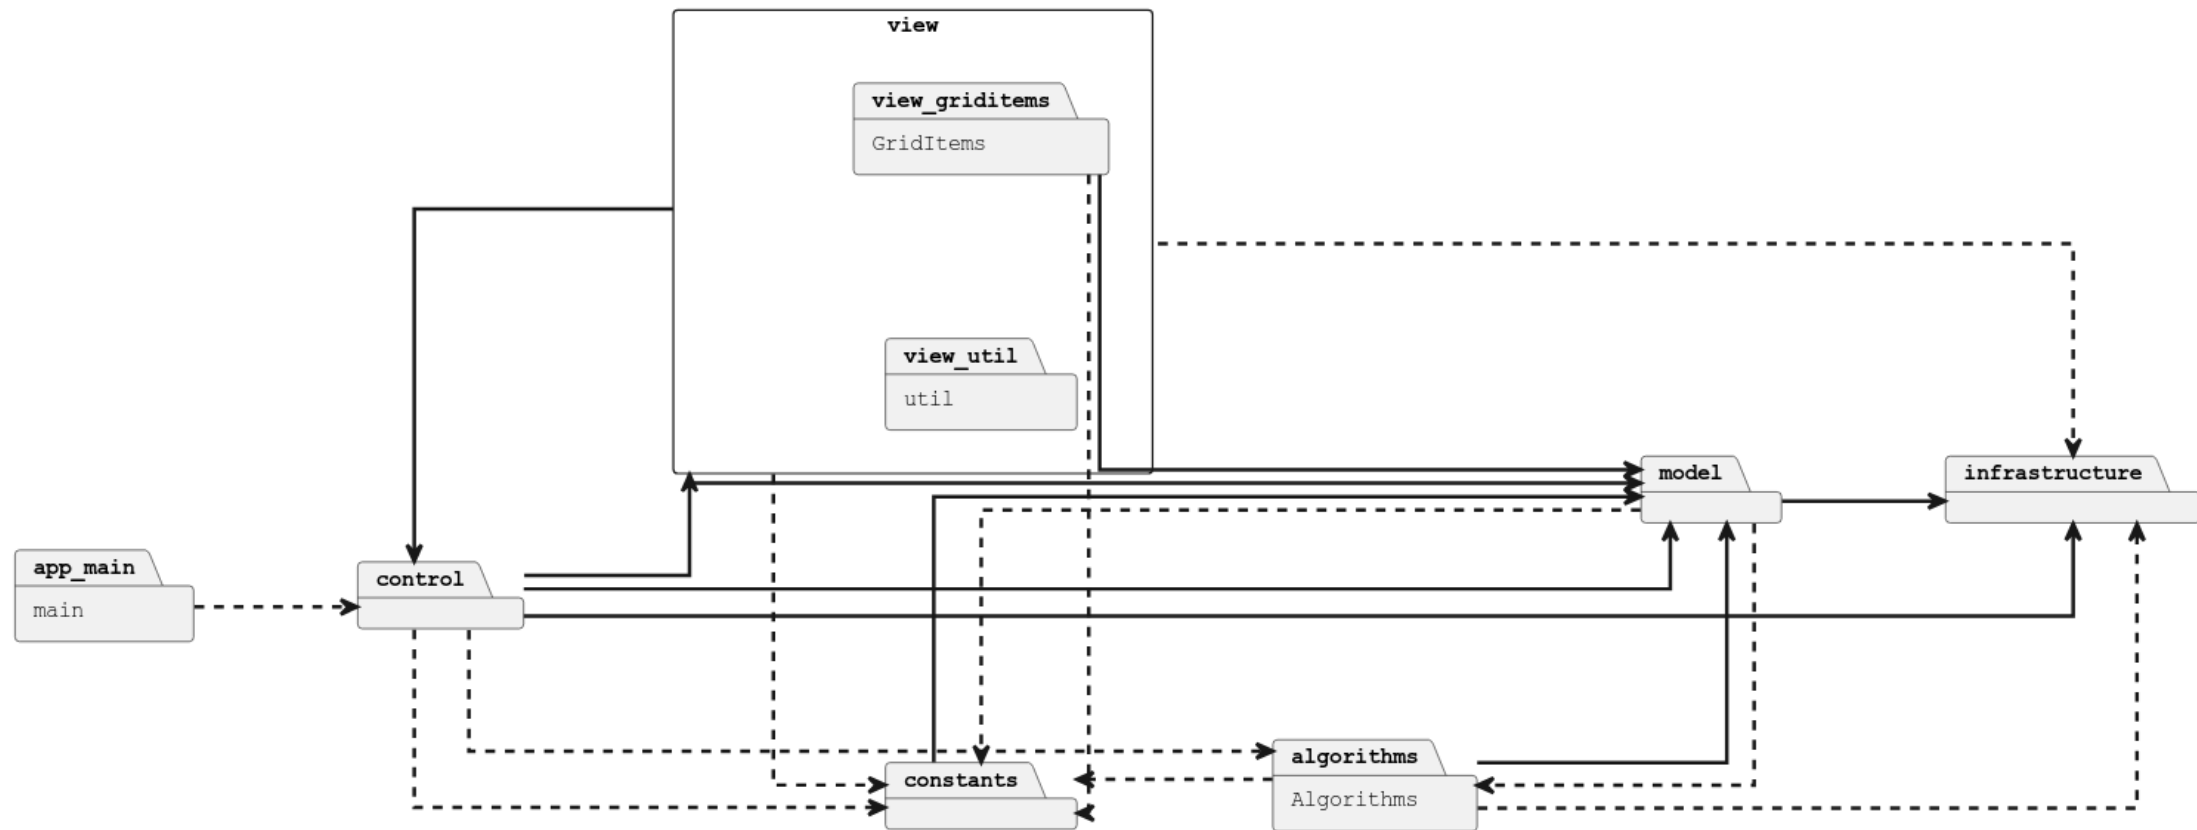 view
view_griditems
GridItems
view_util
util
model
infrastructure
app_main
main
control
algorithms
Algorithms
constants